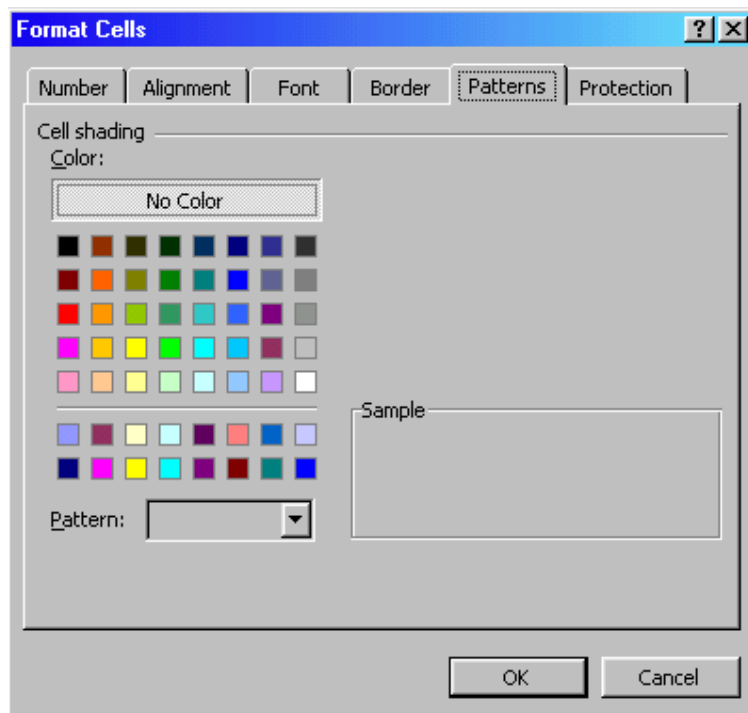 Format Cells
Number Alignment Font Border Patterns Protection
Cell shading
Color:
No Color
Sample
Pattern:
OK Cancel